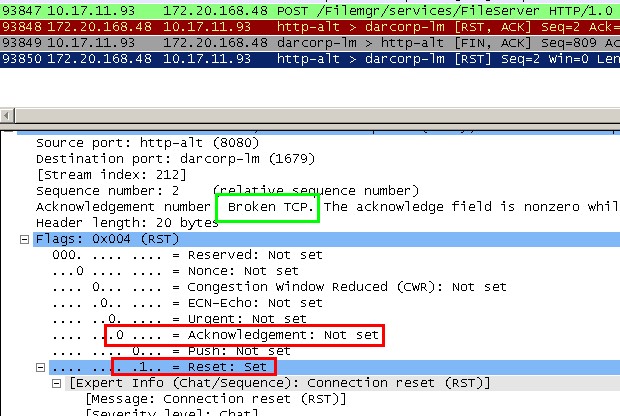 93847 10.17.11.93 172.20.168.48 POST /Filemgr/services/FileServer HTTP/1.0
93848 172.20.168.48 10.17.11.93 http-alt > darcorp-lm [RST, ACK] Seq=2 Ack=
93849 10.17.11.93 172.20.168.48 darcorp-lm > http-alt [FIN, ACK] Seq=809 Ac
93850 172.20.168.48 10.17.11.93 http-alt > darcorp-lm [RST] Seq=2 Win=0 Len
Source port: http-alt (8080)
Destination port: darcorp-lm (1679)
[Stream index: 212]
Sequence number: 2 (relative sequence number)
Acknowledgement number Broken TCP. The acknowledge field is nonzero whil
Header length: 20 bytes
Flags: 0x004 (RST)
000. .... .... = Reserved: Not set
...0 .... .... = Nonce: Not set
.... 0... .... = Congestion Window Reduced (CWR): Not set
.... .0.. .... = ECN-Echo: Not set
.... ..0. .... = Urgent: Not set
.... ...0 .... = Acknowledgement: Not set
.... .... 0... = Push: Not set
.... .... .1.. = Reset: Set
[Expert Info (Chat/Sequence): Connection reset (RST)]
[Message: Connection reset (RST)]
[Severity level: Chat]